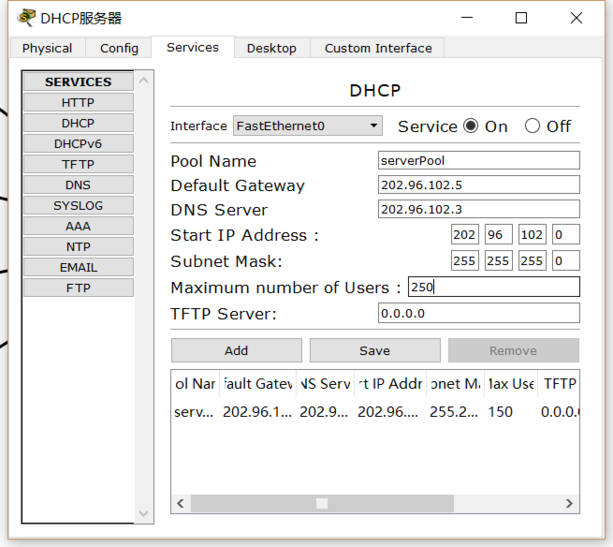 DHCP服务器
Physical Config Services Desktop Custom Interface
SERVICES
HTTP
DHCP
DHCPv6
TFTP
DNS
SYSLOG
AAA
NTP
EMAIL
FTP
DHCP
Interface FastEthernet0 Service On Off
Pool Name serverPool
Default Gateway 202.96.102.5
DNS Server 202.96.102.3
Start IP Address : 202 96 102 0
Subnet Mask: 255 255 255 0
Maximum number of Users : 250
TFTP Server: 0.0.0.0
Add Save Remove
ol Nar fault Gatev NS Serv rt IP Addr onet Ma Max Use TFTP
serv... 202.96.1... 202.9... 202.96.... 255.2... 150 0.0.0.0